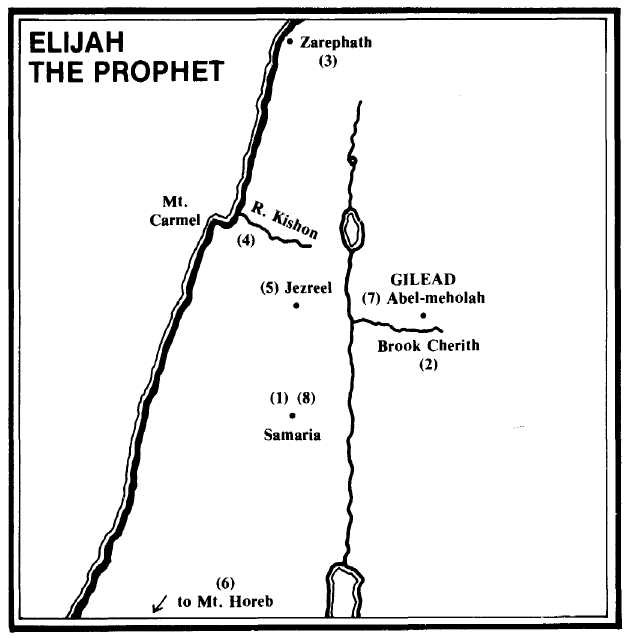 ELIJAH
THE PROPHET
Zarephath
(3)
Mt.
Carmel
R. Kishon
(4)
(5) Jezreel
GILEAD
(7) Abel-meholah
Brook Cherith
(2)
(1) (8)
Samaria
(6)
to Mt. Horeb